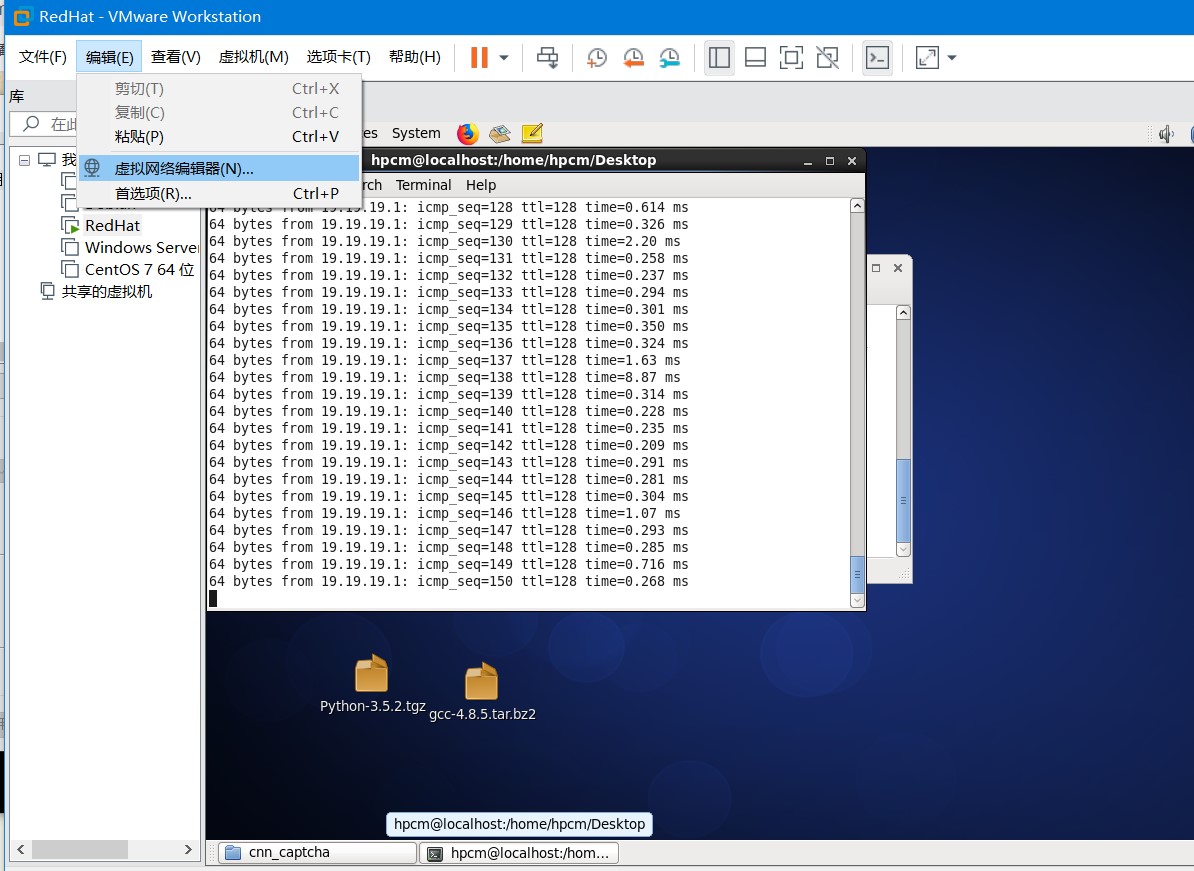 RedHat - VMware Workstation
文件(F) 编辑(E) 查看(V) 虚拟机(M) 选项卡(T) 帮助(H)
剪切(T) Ctrl+X
复制(C) Ctrl+C
粘贴(P) Ctrl+V
虚拟网络编辑器(N)...
首选项(R)... Ctrl+P
库
在此
我
RedHat
Windows Server
CentOS 7 64 位
共享的虚拟机
System
hpcm@localhost:/home/hpcm/Desktop
Terminal Help
64 bytes from 19.19.19.1: icmp_seq=128 ttl=128 time=0.614 ms
64 bytes from 19.19.19.1: icmp_seq=129 ttl=128 time=0.326 ms
64 bytes from 19.19.19.1: icmp_seq=130 ttl=128 time=2.20 ms
64 bytes from 19.19.19.1: icmp_seq=131 ttl=128 time=0.258 ms
64 bytes from 19.19.19.1: icmp_seq=132 ttl=128 time=0.237 ms
64 bytes from 19.19.19.1: icmp_seq=133 ttl=128 time=0.294 ms
64 bytes from 19.19.19.1: icmp_seq=134 ttl=128 time=0.301 ms
64 bytes from 19.19.19.1: icmp_seq=135 ttl=128 time=0.350 ms
64 bytes from 19.19.19.1: icmp_seq=136 ttl=128 time=0.324 ms
64 bytes from 19.19.19.1: icmp_seq=137 ttl=128 time=1.63 ms
64 bytes from 19.19.19.1: icmp_seq=138 ttl=128 time=8.87 ms
64 bytes from 19.19.19.1: icmp_seq=139 ttl=128 time=0.314 ms
64 bytes from 19.19.19.1: icmp_seq=140 ttl=128 time=0.228 ms
64 bytes from 19.19.19.1: icmp_seq=141 ttl=128 time=0.235 ms
64 bytes from 19.19.19.1: icmp_seq=142 ttl=128 time=0.209 ms
64 bytes from 19.19.19.1: icmp_seq=143 ttl=128 time=0.291 ms
64 bytes from 19.19.19.1: icmp_seq=144 ttl=128 time=0.281 ms
64 bytes from 19.19.19.1: icmp_seq=145 ttl=128 time=0.304 ms
64 bytes from 19.19.19.1: icmp_seq=146 ttl=128 time=1.07 ms
64 bytes from 19.19.19.1: icmp_seq=147 ttl=128 time=0.293 ms
64 bytes from 19.19.19.1: icmp_seq=148 ttl=128 time=0.285 ms
64 bytes from 19.19.19.1: icmp_seq=149 ttl=128 time=0.716 ms
64 bytes from 19.19.19.1: icmp_seq=150 ttl=128 time=0.268 ms
Python-3.5.2.tgz
gcc-4.8.5.tar.bz2
hpcm@localhost:/home/hpcm/Desktop
cnn_captcha
hpcm@localhost:/hom...